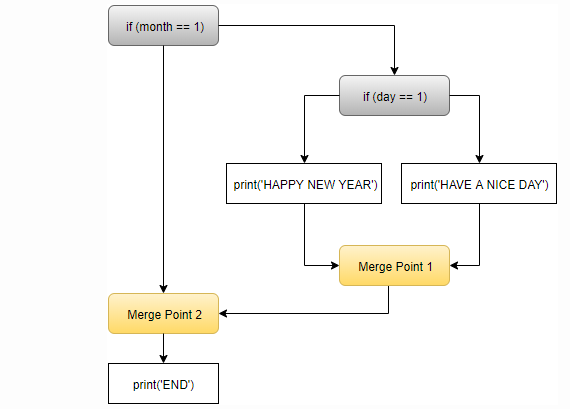 if (month == 1)
if (day == 1)
print('HAPPY NEW YEAR')
print('HAVE A NICE DAY')
Merge Point 1
Merge Point 2
print('END')